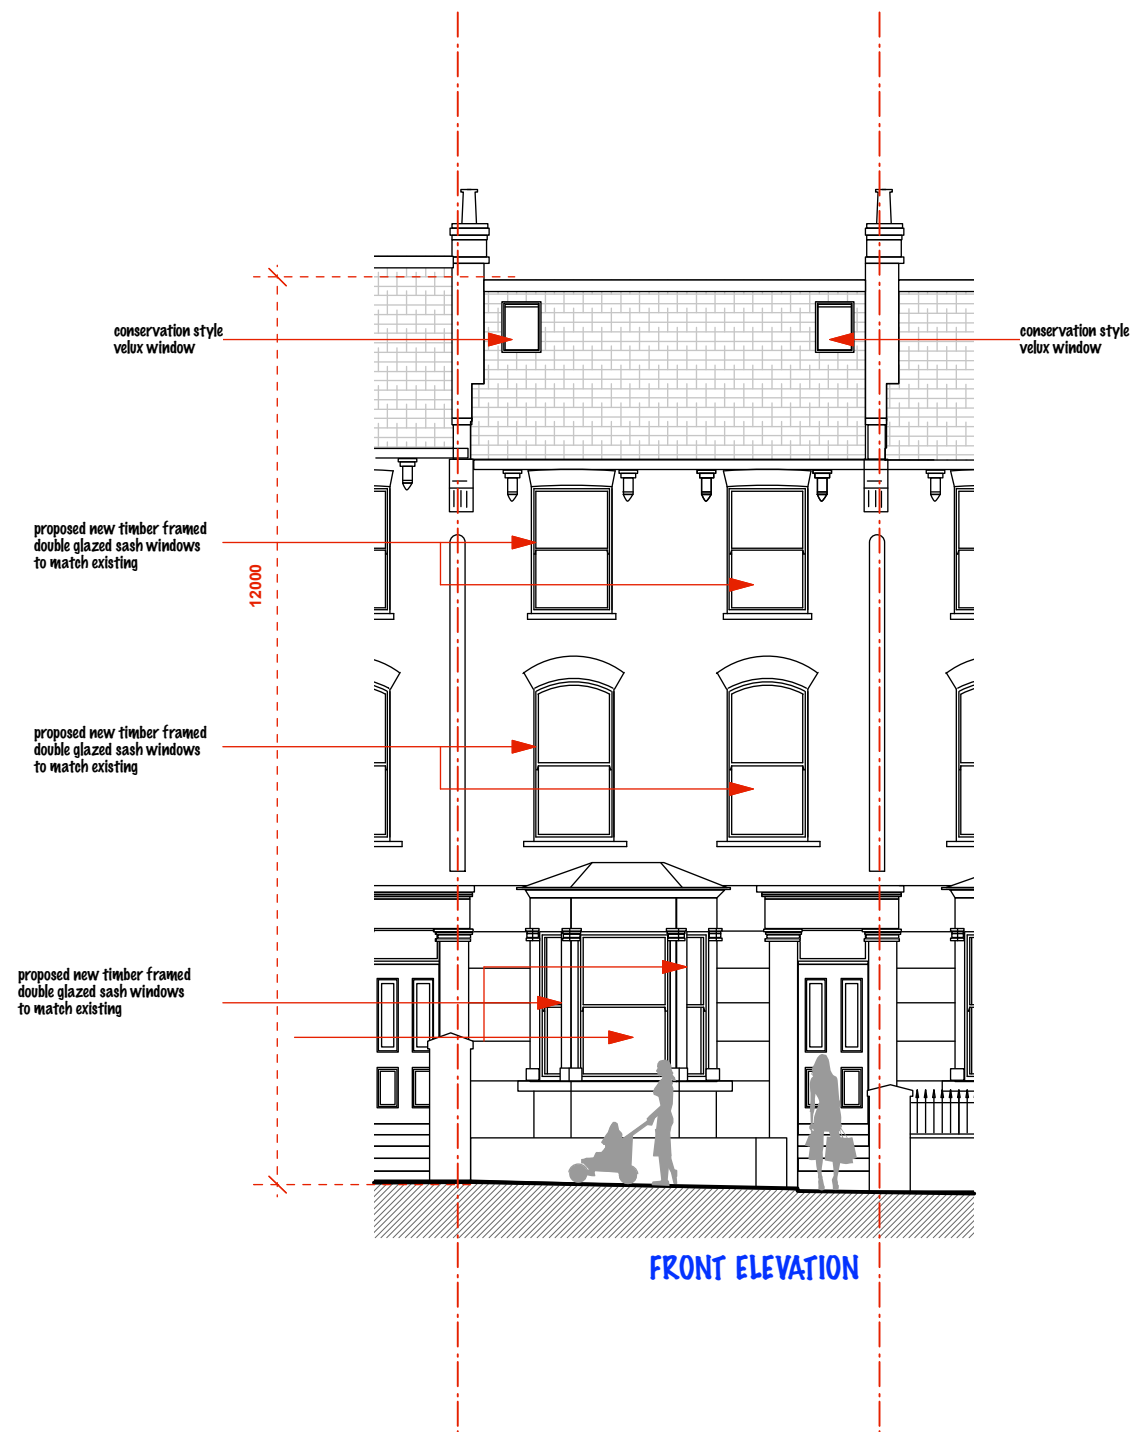 conservation style
velux window
conservation style
velux window
proposed new timber framed
double glazed sash windows
to match existing
12000
proposed new timber framed
double glazed sash windows
to match existing
proposed new timber framed
double glazed sash windows
to match existing
FRONT ELEVATION